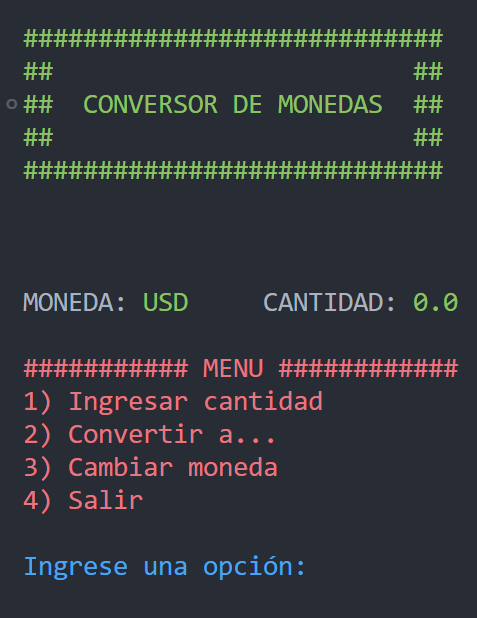 ############################
##                        ##
##  CONVERSOR DE MONEDAS  ##
##                        ##
############################
MONEDA: USD     CANTIDAD: 0.0
########### MENU ############
1) Ingresar cantidad
2) Convertir a...
3) Cambiar moneda
4) Salir
Ingrese una opción: